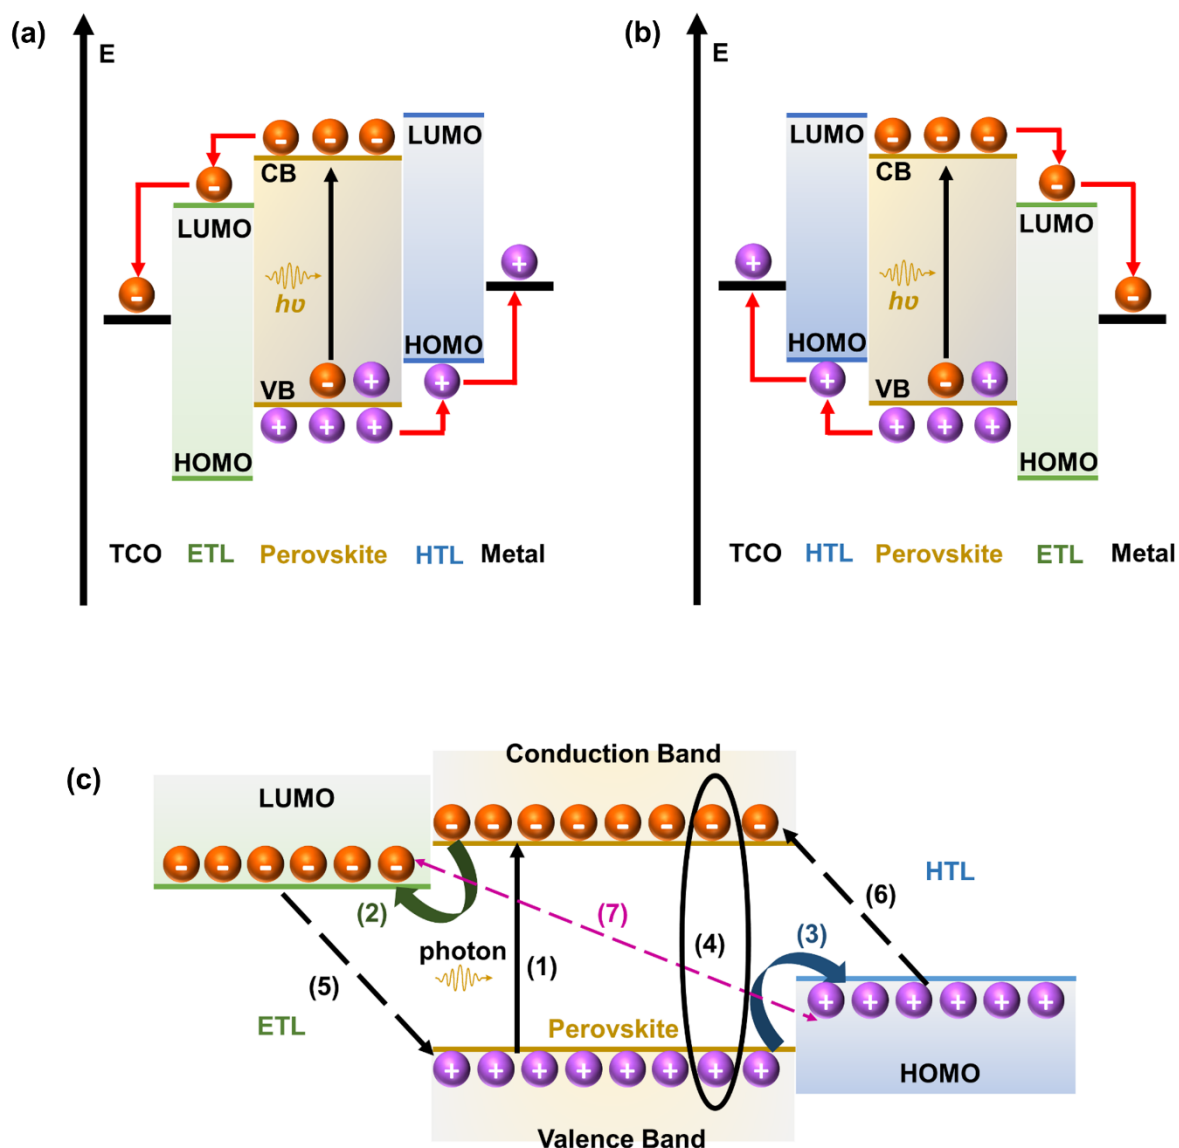 (a)
E
LUMO
CB
LUMO
hυ
HOMO
VB
HOMO
TCO ETL Perovskite HTL Metal
(b)
E
LUMO
CB
LUMO
hυ
HOMO
VB
HOMO
TCO HTL Perovskite ETL Metal
(c)
Conduction Band
LUMO
HTL
(6)
(2)
(7)
(3)
photon
(4)
(1)
(5)
ETL
Perovskite
HOMO
Valence Band